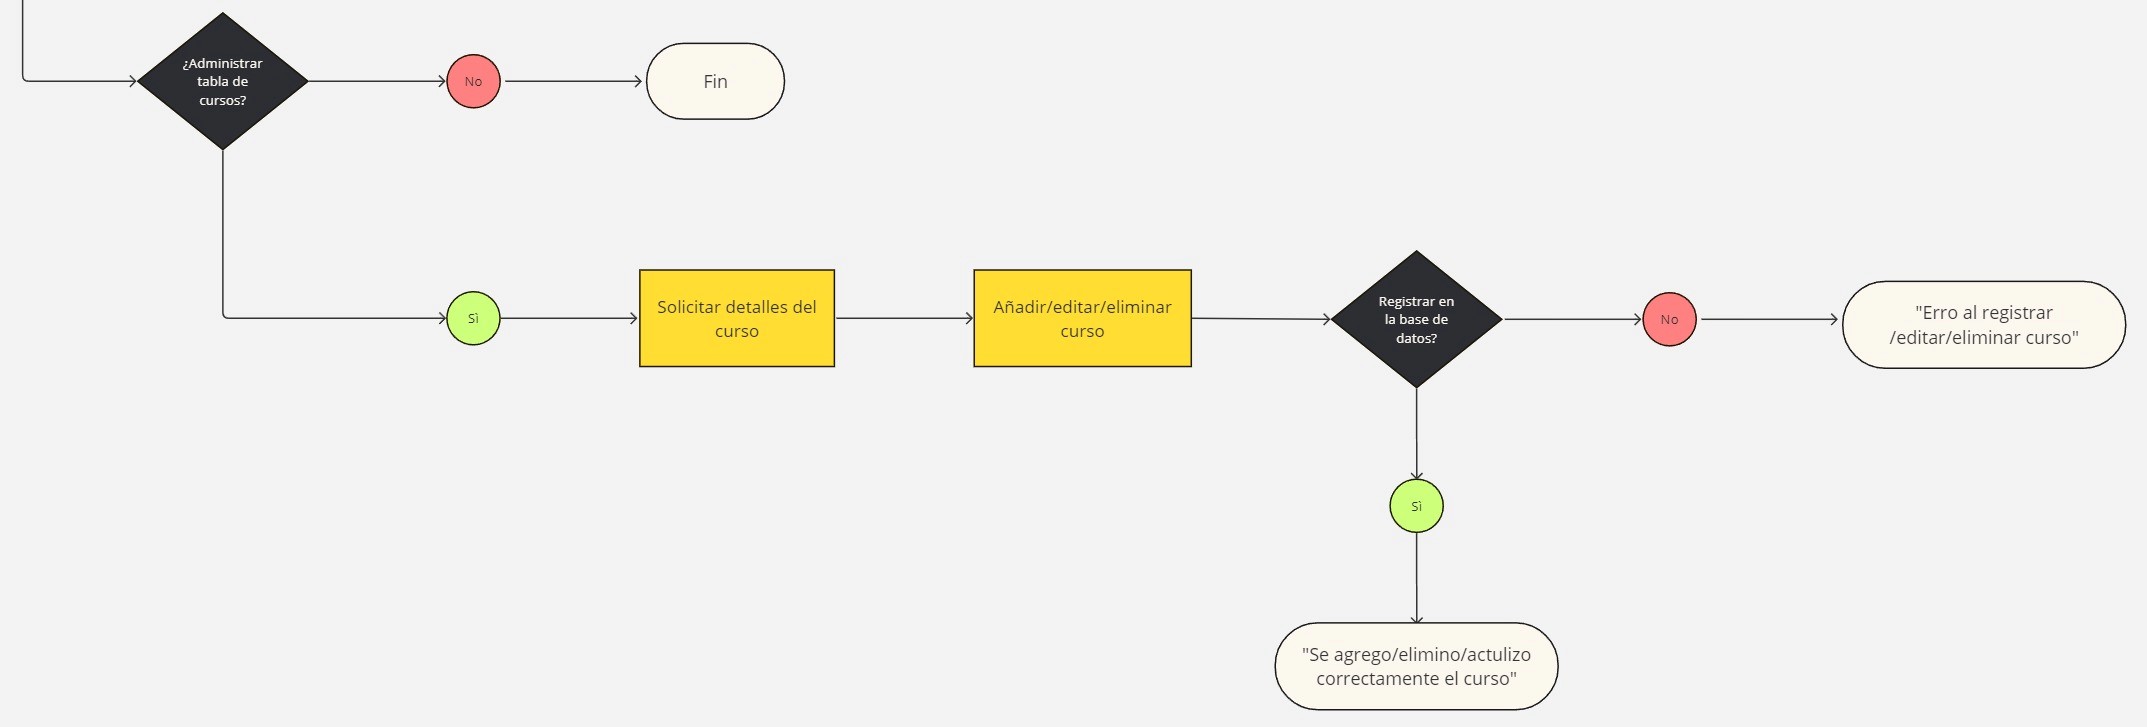 ¿Administrar
tabla de
cursos?
No
Fin
Sì
Solicitar detalles del
curso
Añadir/editar/eliminar
curso
Registrar en
la base de
datos?
No
"Erro al registrar
/editar/eliminar curso"
Sì
"Se agrego/elimino/actulizo
correctamente el curso"